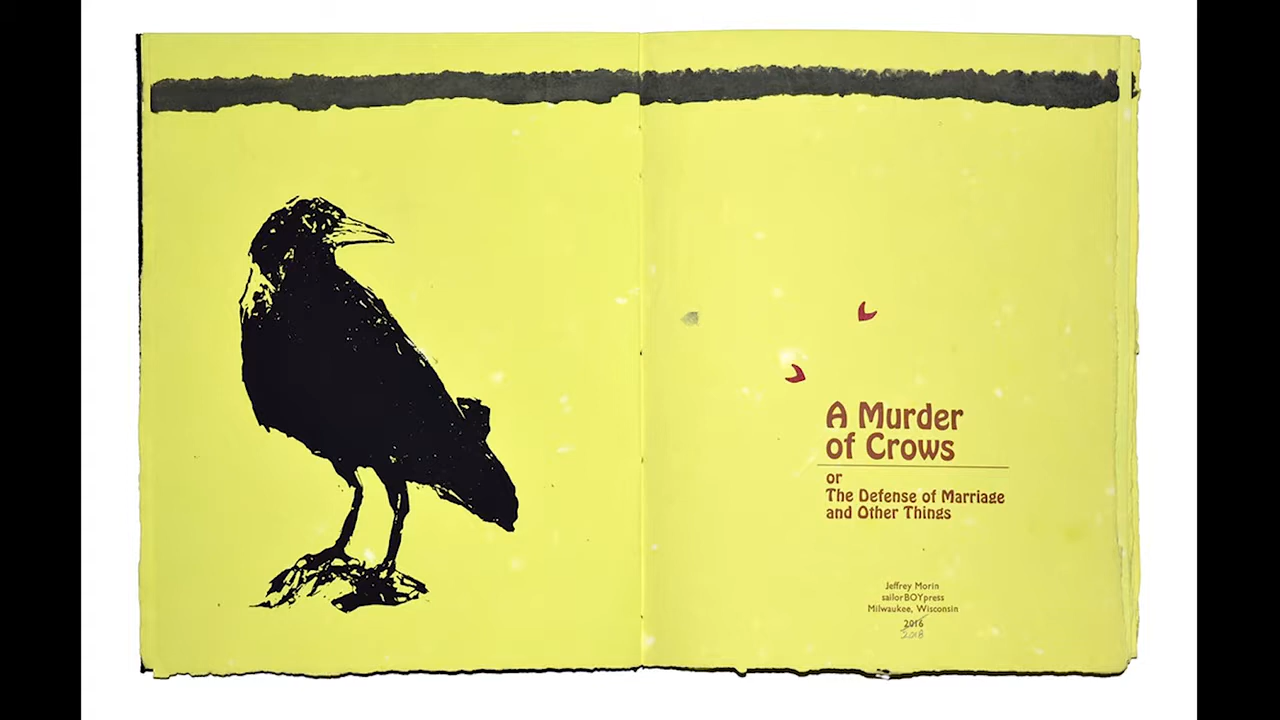 A Murder
of Crows
or
The Defense of Marriage
and Other Things
Jeffrey Morin
sailorBOYpress
Milwaukee, Wisconsin
2016
2018